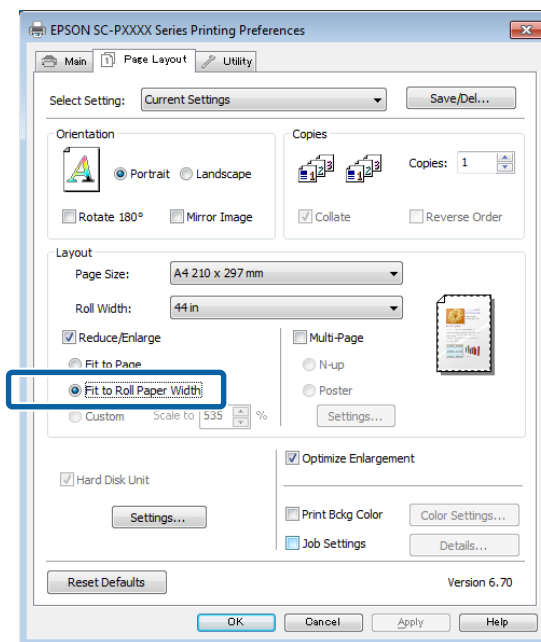 EPSON SC-PXXXX Series Printing Preferences
Main
Page Layout
Utility
Select Setting: Current Settings Save/Del...
Orientation
Portrait Landscape
Rotate 180° Mirror Image
Copies
Copies: 1
Collate Reverse Order
Layout
Page Size: A4 210 x 297 mm
Roll Width: 44 in
Reduce/Enlarge
Fit to Page
Fit to Roll Paper Width
Custom Scale to 535 %
Multi-Page
N-up
Poster
Settings...
Optimize Enlargement
Hard Disk Unit
Settings...
Print Bckg Color Color Settings...
Job Settings Details...
Reset Defaults Version 6.70
OK Cancel Apply Help